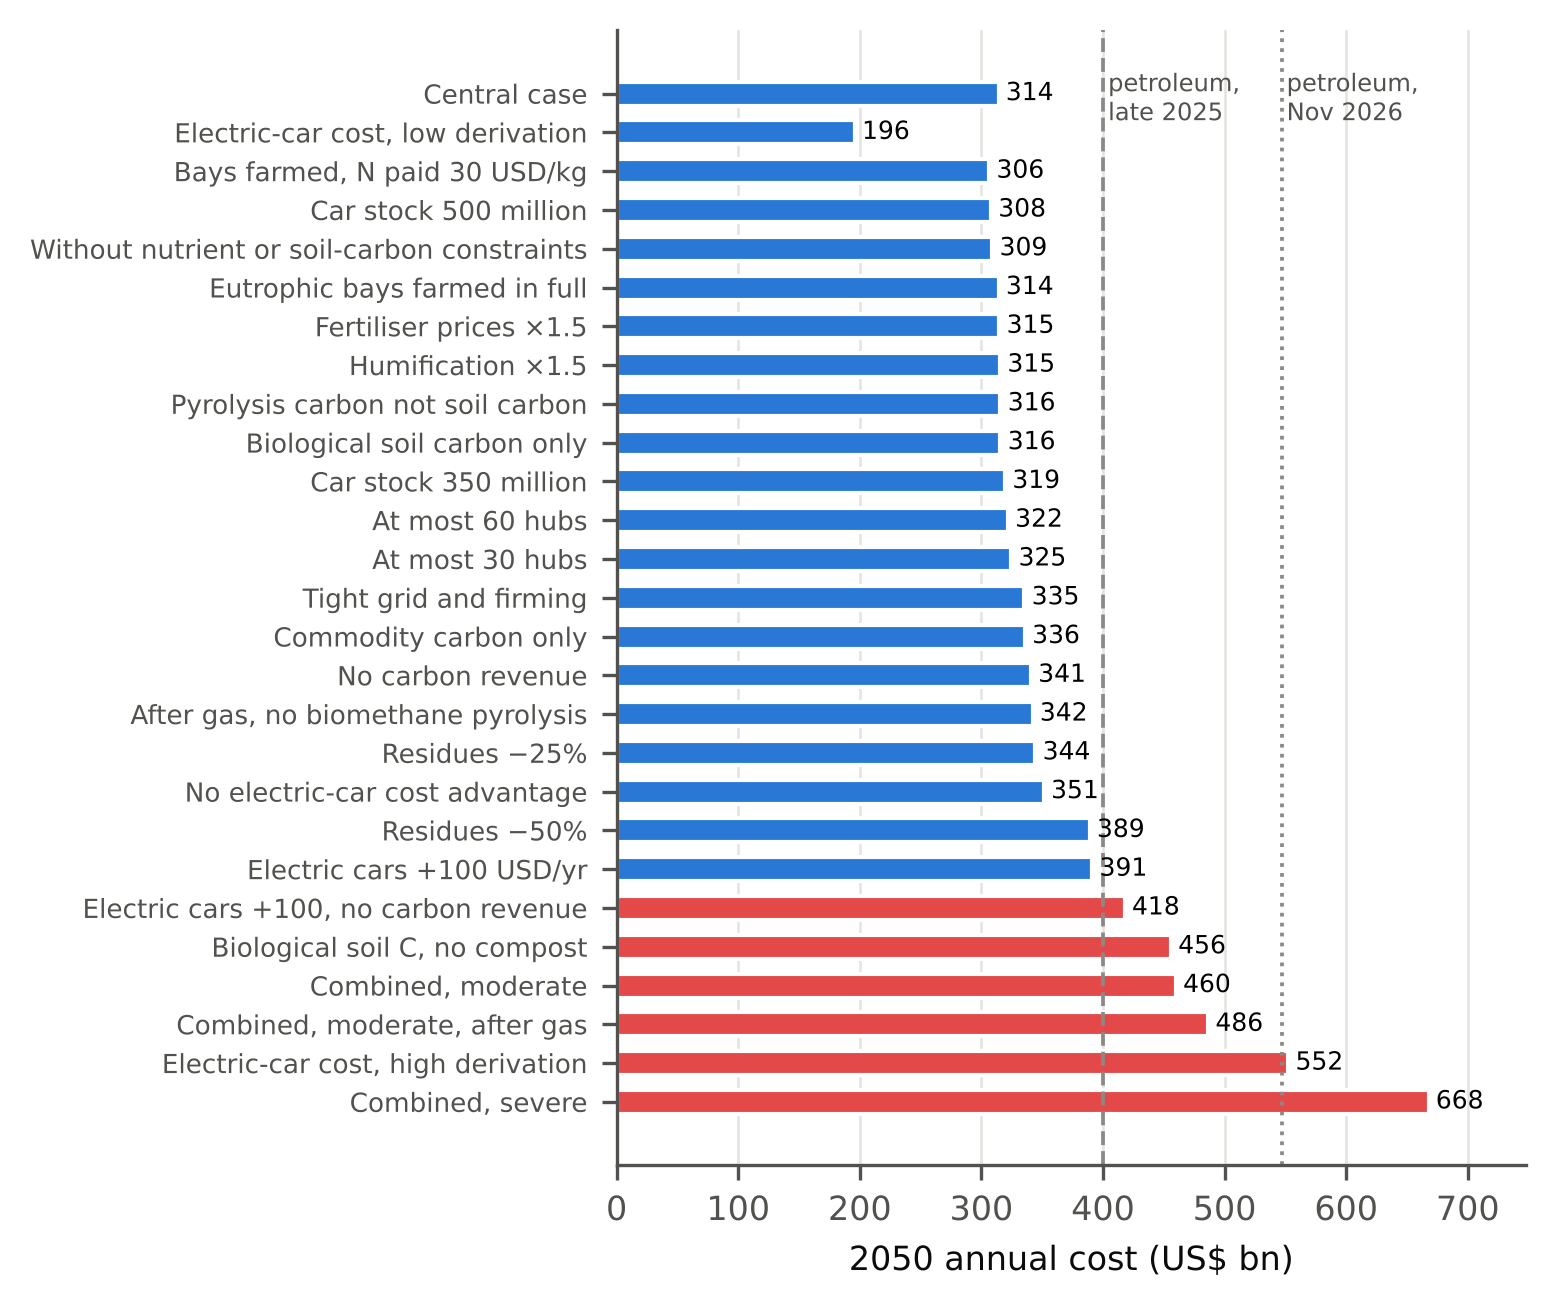 petroleum,
late 2025
petroleum,
Nov 2026
Central case 314
Electric-car cost, low derivation 196
Bays farmed, N paid 30 USD/kg 306
Car stock 500 million 308
Without nutrient or soil-carbon constraints 309
Eutrophic bays farmed in full 314
Fertiliser prices ×1.5 315
Humification ×1.5 315
Pyrolysis carbon not soil carbon 316
Biological soil carbon only 316
Car stock 350 million 319
At most 60 hubs 322
At most 30 hubs 325
Tight grid and firming 335
Commodity carbon only 336
No carbon revenue 341
After gas, no biomethane pyrolysis 342
Residues −25% 344
No electric-car cost advantage 351
Residues −50% 389
Electric cars +100 USD/yr 391
Electric cars +100, no carbon revenue 418
Biological soil C, no compost 456
Combined, moderate 460
Combined, moderate, after gas 486
Electric-car cost, high derivation 552
Combined, severe 668
0 100 200 300 400 500 600 700
2050 annual cost (US$ bn)